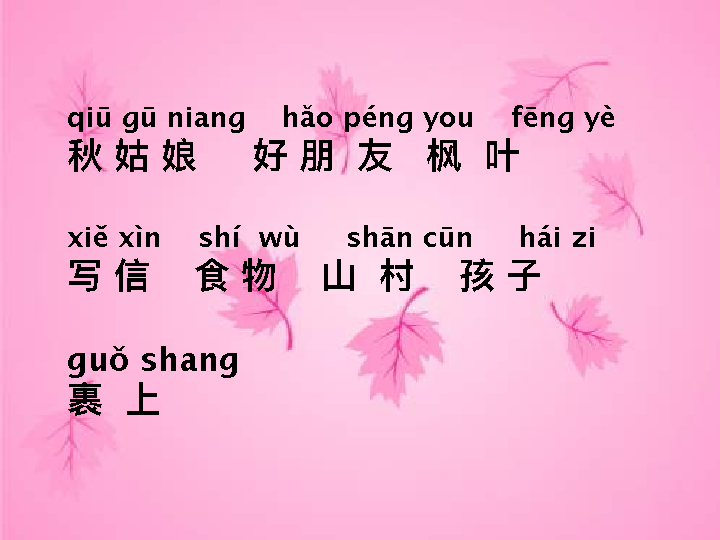 qiū gū niang hǎo péng you fēng yè
秋 姑 娘 好 朋 友 枫 叶
xiě xìn shí wù shān cūn hái zi
写 信 食 物 山 村 孩 子
guǒ shang
裹 上